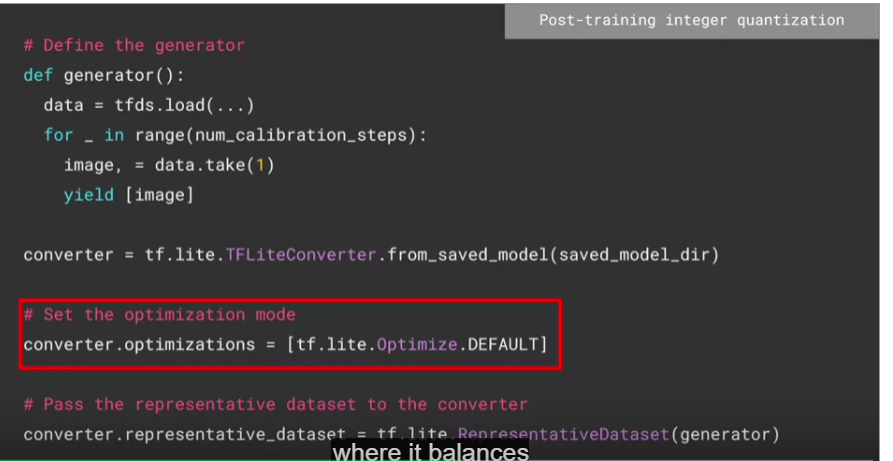 Post-training integer quantization
# Define the generator
def generator():
data = tfds.load(...)
for _ in range(num_calibration_steps):
image, = data.take(1)
yield [image]
converter = tf.lite.TFLiteConverter.from_saved_model(saved_model_dir)
# Set the optimization mode
converter.optimizations = [tf.lite.Optimize.DEFAULT]
# Pass the representative dataset to the converter
converter.representative_dataset = tf.lite.RepresentativeDataset(generator)
where it balances